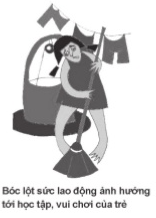 Bóc lột sức lao động ảnh hưởng
tới học tập, vui chơi của trẻ